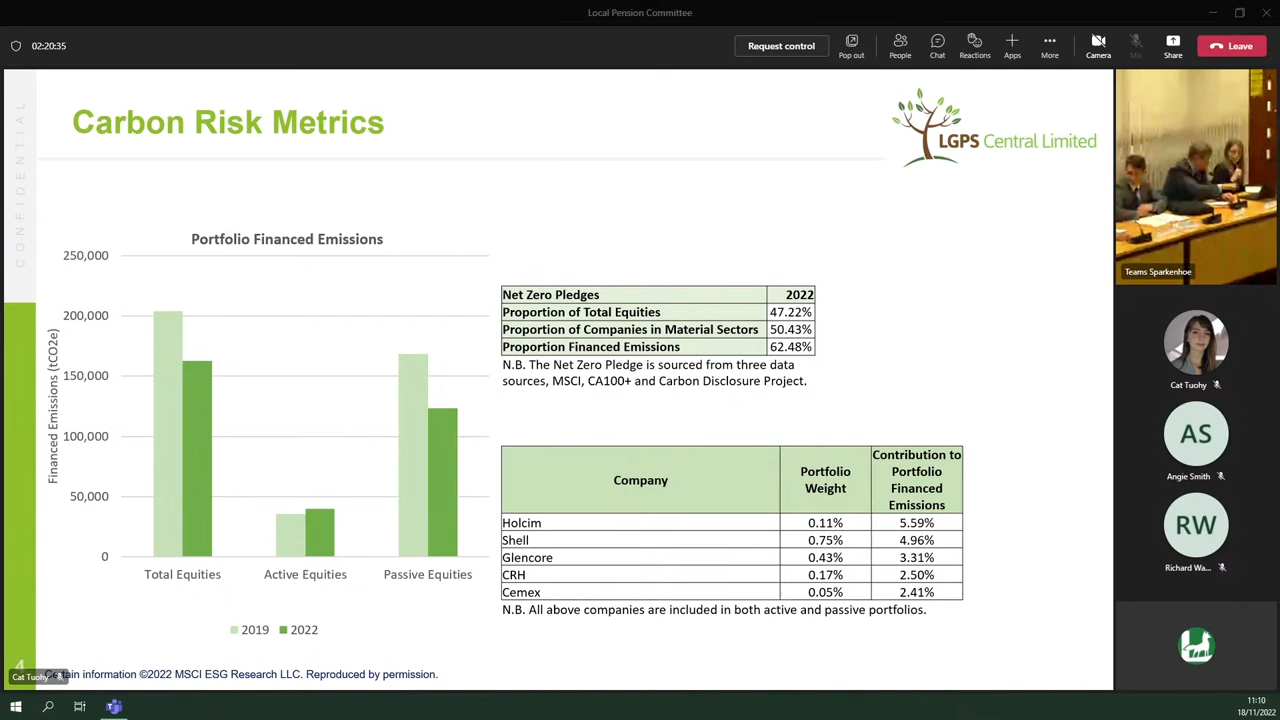 Local Pension Committee
02:20:35
Request control
Pop out
People
Chat
Reactions
Apps
More
Camera
Mic
Share
Leave
CONFIDENTIAL
Carbon Risk Metrics
LGPS Central Limited
Portfolio Financed Emissions
Financed Emissions (tCO2e)
250,000
200,000
150,000
100,000
50,000
0
Total Equities Active Equities Passive Equities
2019 2022
Net Zero Pledges 2022
Proportion of Total Equities 47.22%
Proportion of Companies in Material Sectors 50.43%
Proportion Financed Emissions 62.48%
N.B. The Net Zero Pledge is sourced from three data
sources, MSCI, CA100+ and Carbon Disclosure Project.
Company Portfolio Weight Contribution to Portfolio Financed Emissions
Holcim 0.11% 5.59%
Shell 0.75% 4.96%
Glencore 0.43% 3.31%
CRH 0.17% 2.50%
Cemex 0.05% 2.41%
N.B. All above companies are included in both active and passive portfolios.
4
Cat Tuohy
tain information ©2022 MSCI ESG Research LLC. Reproduced by permission.
Teams Sparkenhoe
Cat Tuohy
AS
Angie Smith
RW
Richard Wa...
11:10
18/11/2022